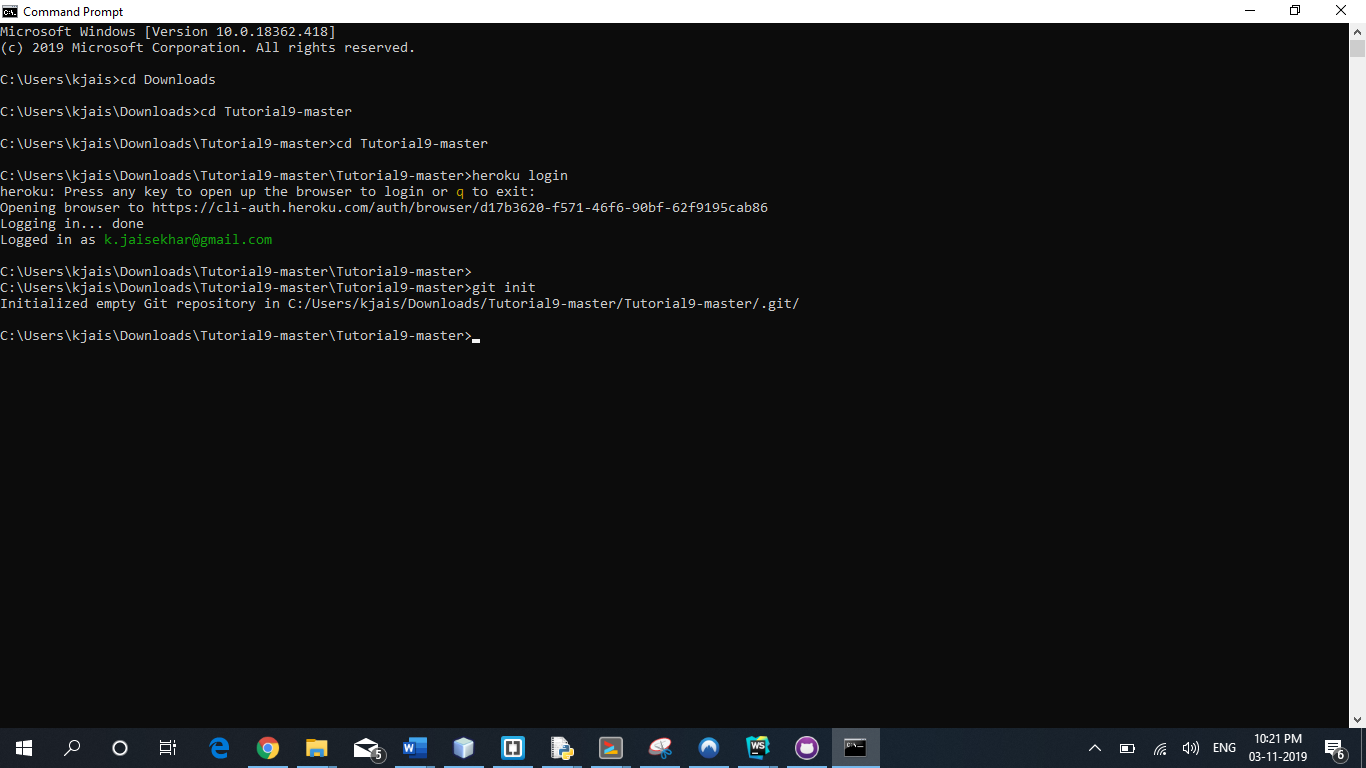 Command Prompt
Microsoft Windows [Version 10.0.18362.418]
(c) 2019 Microsoft Corporation. All rights reserved.
C:\Users\kjais>cd Downloads
C:\Users\kjais\Downloads>cd Tutorial9-master
C:\Users\kjais\Downloads\Tutorial9-master>cd Tutorial9-master
C:\Users\kjais\Downloads\Tutorial9-master\Tutorial9-master>heroku login
heroku: Press any key to open up the browser to login or q to exit:
Opening browser to https://cli-auth.heroku.com/auth/browser/d17b3620-f571-46f6-90bf-62f9195cab86
Logging in... done
Logged in as k.jaisekhar@gmail.com
C:\Users\kjais\Downloads\Tutorial9-master\Tutorial9-master>
C:\Users\kjais\Downloads\Tutorial9-master\Tutorial9-master>git init
Initialized empty Git repository in C:/Users/kjais/Downloads/Tutorial9-master/Tutorial9-master/.git/
C:\Users\kjais\Downloads\Tutorial9-master\Tutorial9-master>
5
W
WS
ENG
10:21 PM
03-11-2019
6